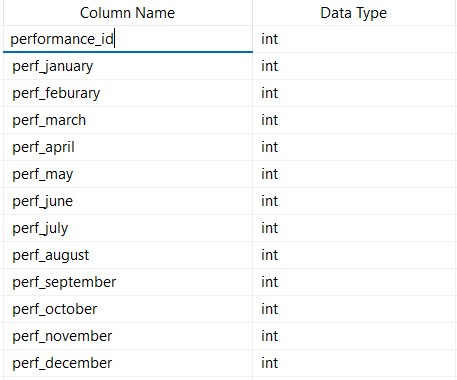 Column Name Data Type
performance_id int
perf_january int
perf_feburary int
perf_march int
perf_april int
perf_may int
perf_june int
perf_july int
perf_august int
perf_september int
perf_october int
perf_november int
perf_december int